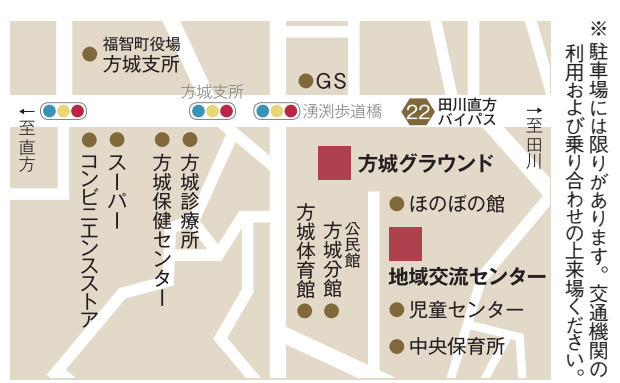 ※ 駐車場には限りがあります。交通機関の
利用および乗り合わせの上来場ください。
福智町役場
方城支所
GS
方城支所
湧渕歩道橋
22
田川直方
バイパス
←至直方
→至田川
コンビニエンスストア
スーパー
方城保健センター
方城診療所
方城グラウンド
ほのぼの館
地域交流センター
児童センター
中央保育所
公民館
方城分館
方城体育館